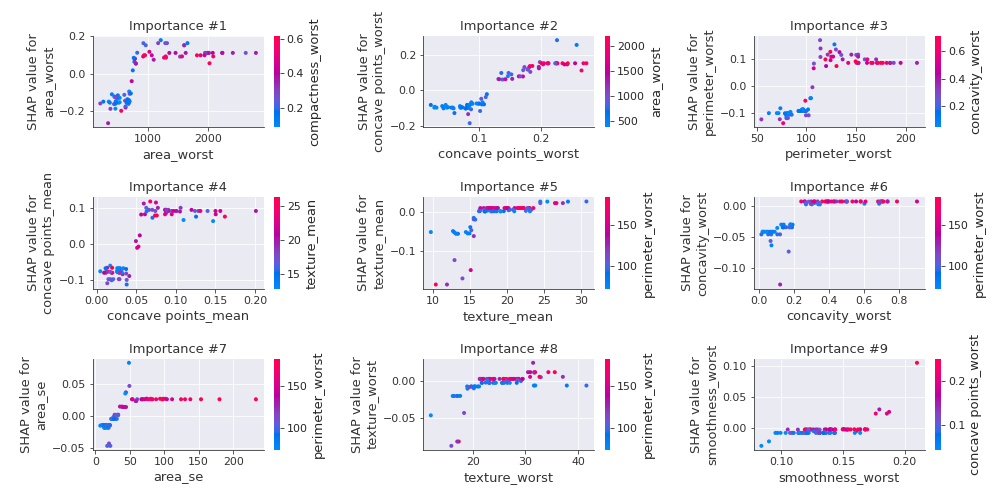 Importance #1
SHAP value for
area_worst
0.2
0.0
−0.2
1000
2000
area_worst
0.6
0.4
0.2
compactness_worst
Importance #2
SHAP value for
concave points_worst
0.2
0.0
−0.2
0.1
0.2
concave points_worst
2000
1500
1000
500
area_worst
Importance #3
SHAP value for
perimeter_worst
0.1
0.0
−0.1
50
100
150
200
perimeter_worst
0.6
0.4
0.2
concavity_worst
Importance #4
SHAP value for
concave points_mean
0.1
0.0
−0.1
0.00
0.05
0.10
0.15
0.20
concave points_mean
25
20
15
texture_mean
Importance #5
SHAP value for
texture_mean
0.0
−0.1
10
15
20
25
30
texture_mean
150
100
perimeter_worst
Importance #6
SHAP value for
concavity_worst
0.00
−0.05
−0.10
0.0
0.2
0.4
0.6
0.8
concavity_worst
150
100
perimeter_worst
Importance #7
SHAP value for
area_se
0.05
0.00
−0.05
0
50
100
150
200
area_se
150
100
perimeter_worst
Importance #8
SHAP value for
texture_worst
0.00
−0.05
20
30
40
texture_worst
150
100
perimeter_worst
Importance #9
SHAP value for
smoothness_worst
0.10
0.05
0.00
0.10
0.15
0.20
smoothness_worst
0.2
0.1
concave points_worst